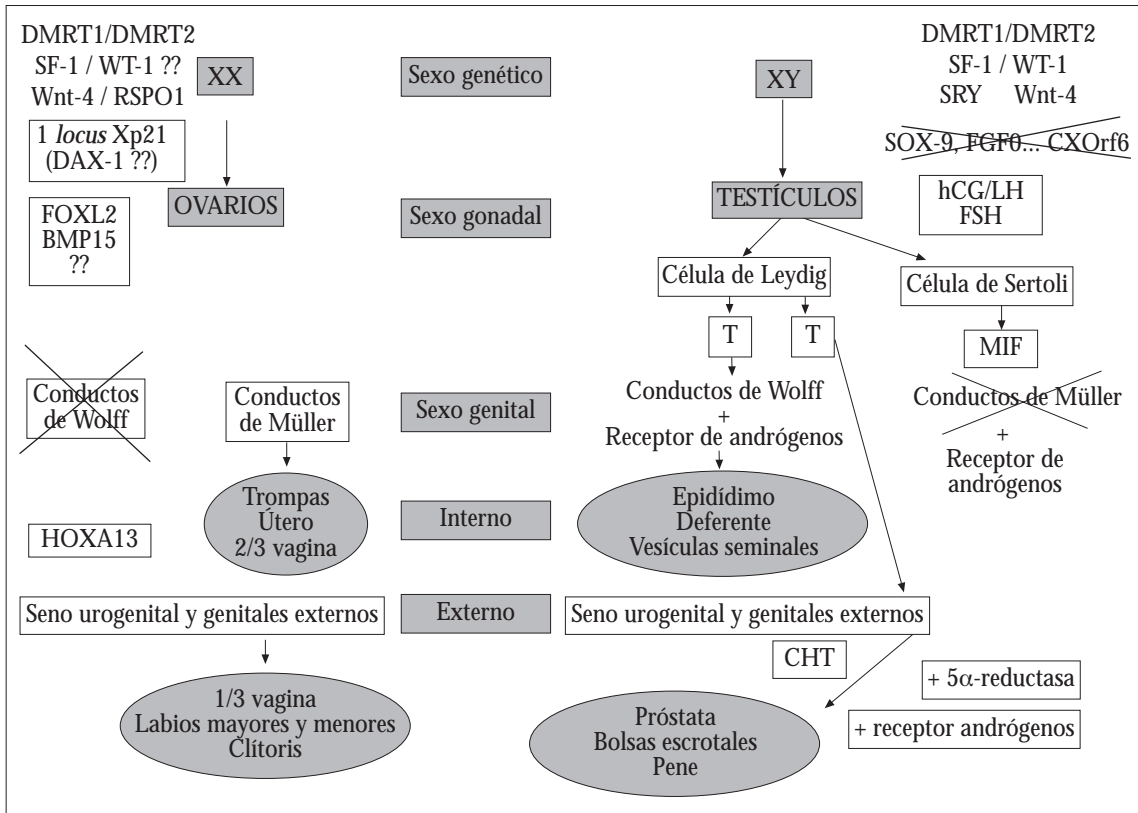 DMRT1/DMRT2
SF-1 / WT-1 ??
Wnt-4 / RSPO1
XX
Sexo genético
XY
DMRT1/DMRT2
SF-1 / WT-1
SRY Wnt-4
1 locus Xp21
(DAX-1 ??)
SOX-9, FGF0... CXOrf6
OVARIOS
Sexo gonadal
TESTÍCULOS
hCG/LH
FSH
FOXL2
BMP15
??
Célula de Leydig
Célula de Sertoli
T
T
MIF
Conductos
de Wolff
Conductos
de Müller
Sexo genital
Conductos de Wolff
+
Receptor de andrógenos
Conductos de Müller
+
Receptor de
andrógenos
HOXA13
Trompas
Útero
2/3 vagina
Interno
Epidídimo
Deferente
Vesículas seminales
Seno urogenital y genitales externos
Externo
Seno urogenital y genitales externos
CHT
+ 5α-reductasa
+ receptor andrógenos
1/3 vagina
Labios mayores y menores
Clítoris
Próstata
Bolsas escrotales
Pene